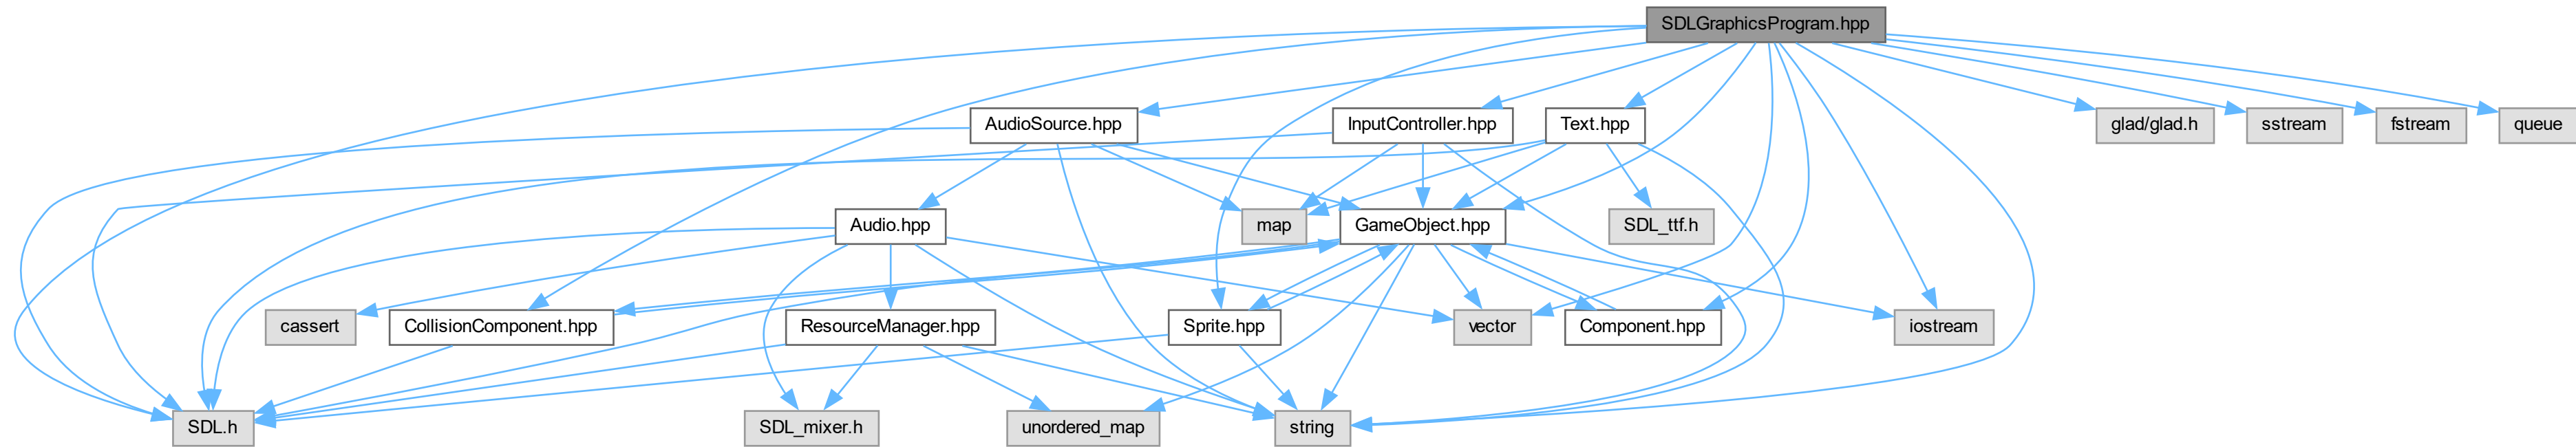 SDLGraphicsProgram.hpp
AudioSource.hpp
InputController.hpp
Text.hpp
glad/glad.h
sstream
fstream
queue
Audio.hpp
map
GameObject.hpp
SDL_ttf.h
cassert
CollisionComponent.hpp
ResourceManager.hpp
Sprite.hpp
vector
Component.hpp
iostream
SDL.h
SDL_mixer.h
unordered_map
string